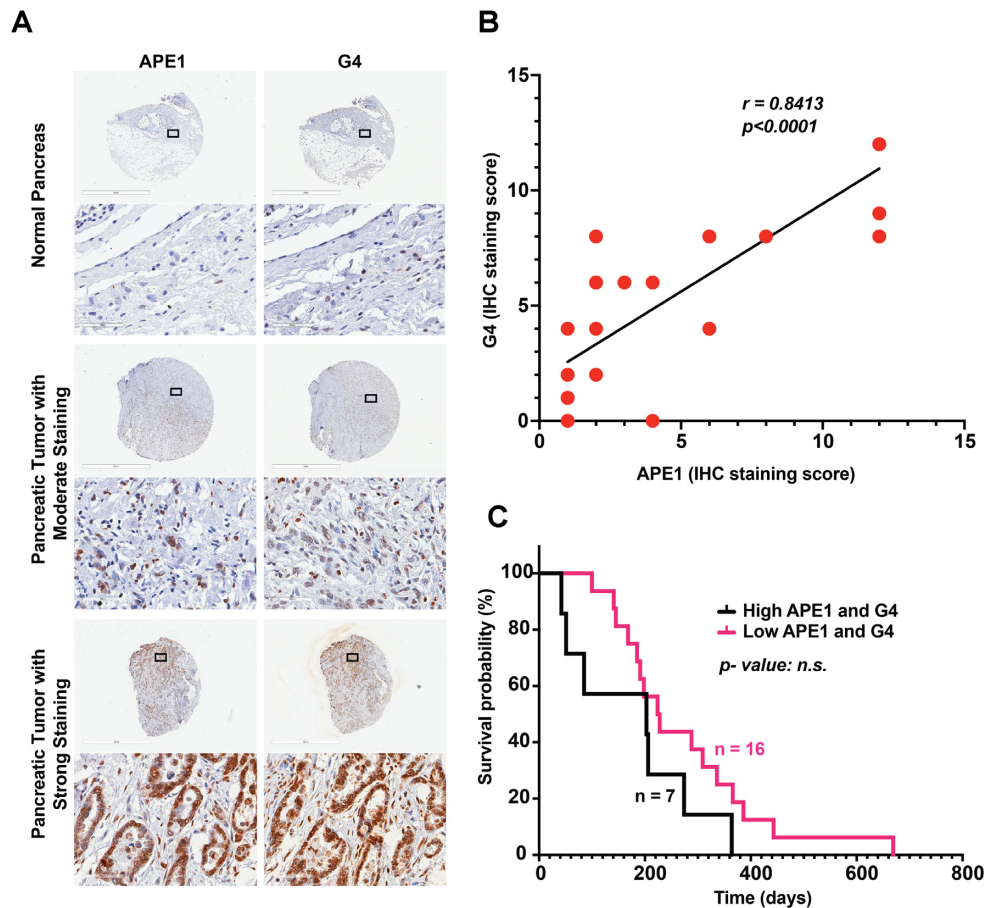 A
APE1
G4
Normal Pancreas
Pancreatic Tumor with
Moderate Staining
Pancreatic Tumor with
Strong Staining
B
15
10
5
0
G4 (IHC staining score)
r = 0.8413
p<0.0001
0
5
10
15
APE1 (IHC staining score)
C
100
80
60
40
20
0
Survival probability (%)
High APE1 and G4
Low APE1 and G4
p- value: n.s.
n = 16
n = 7
0
200
400
600
800
Time (days)